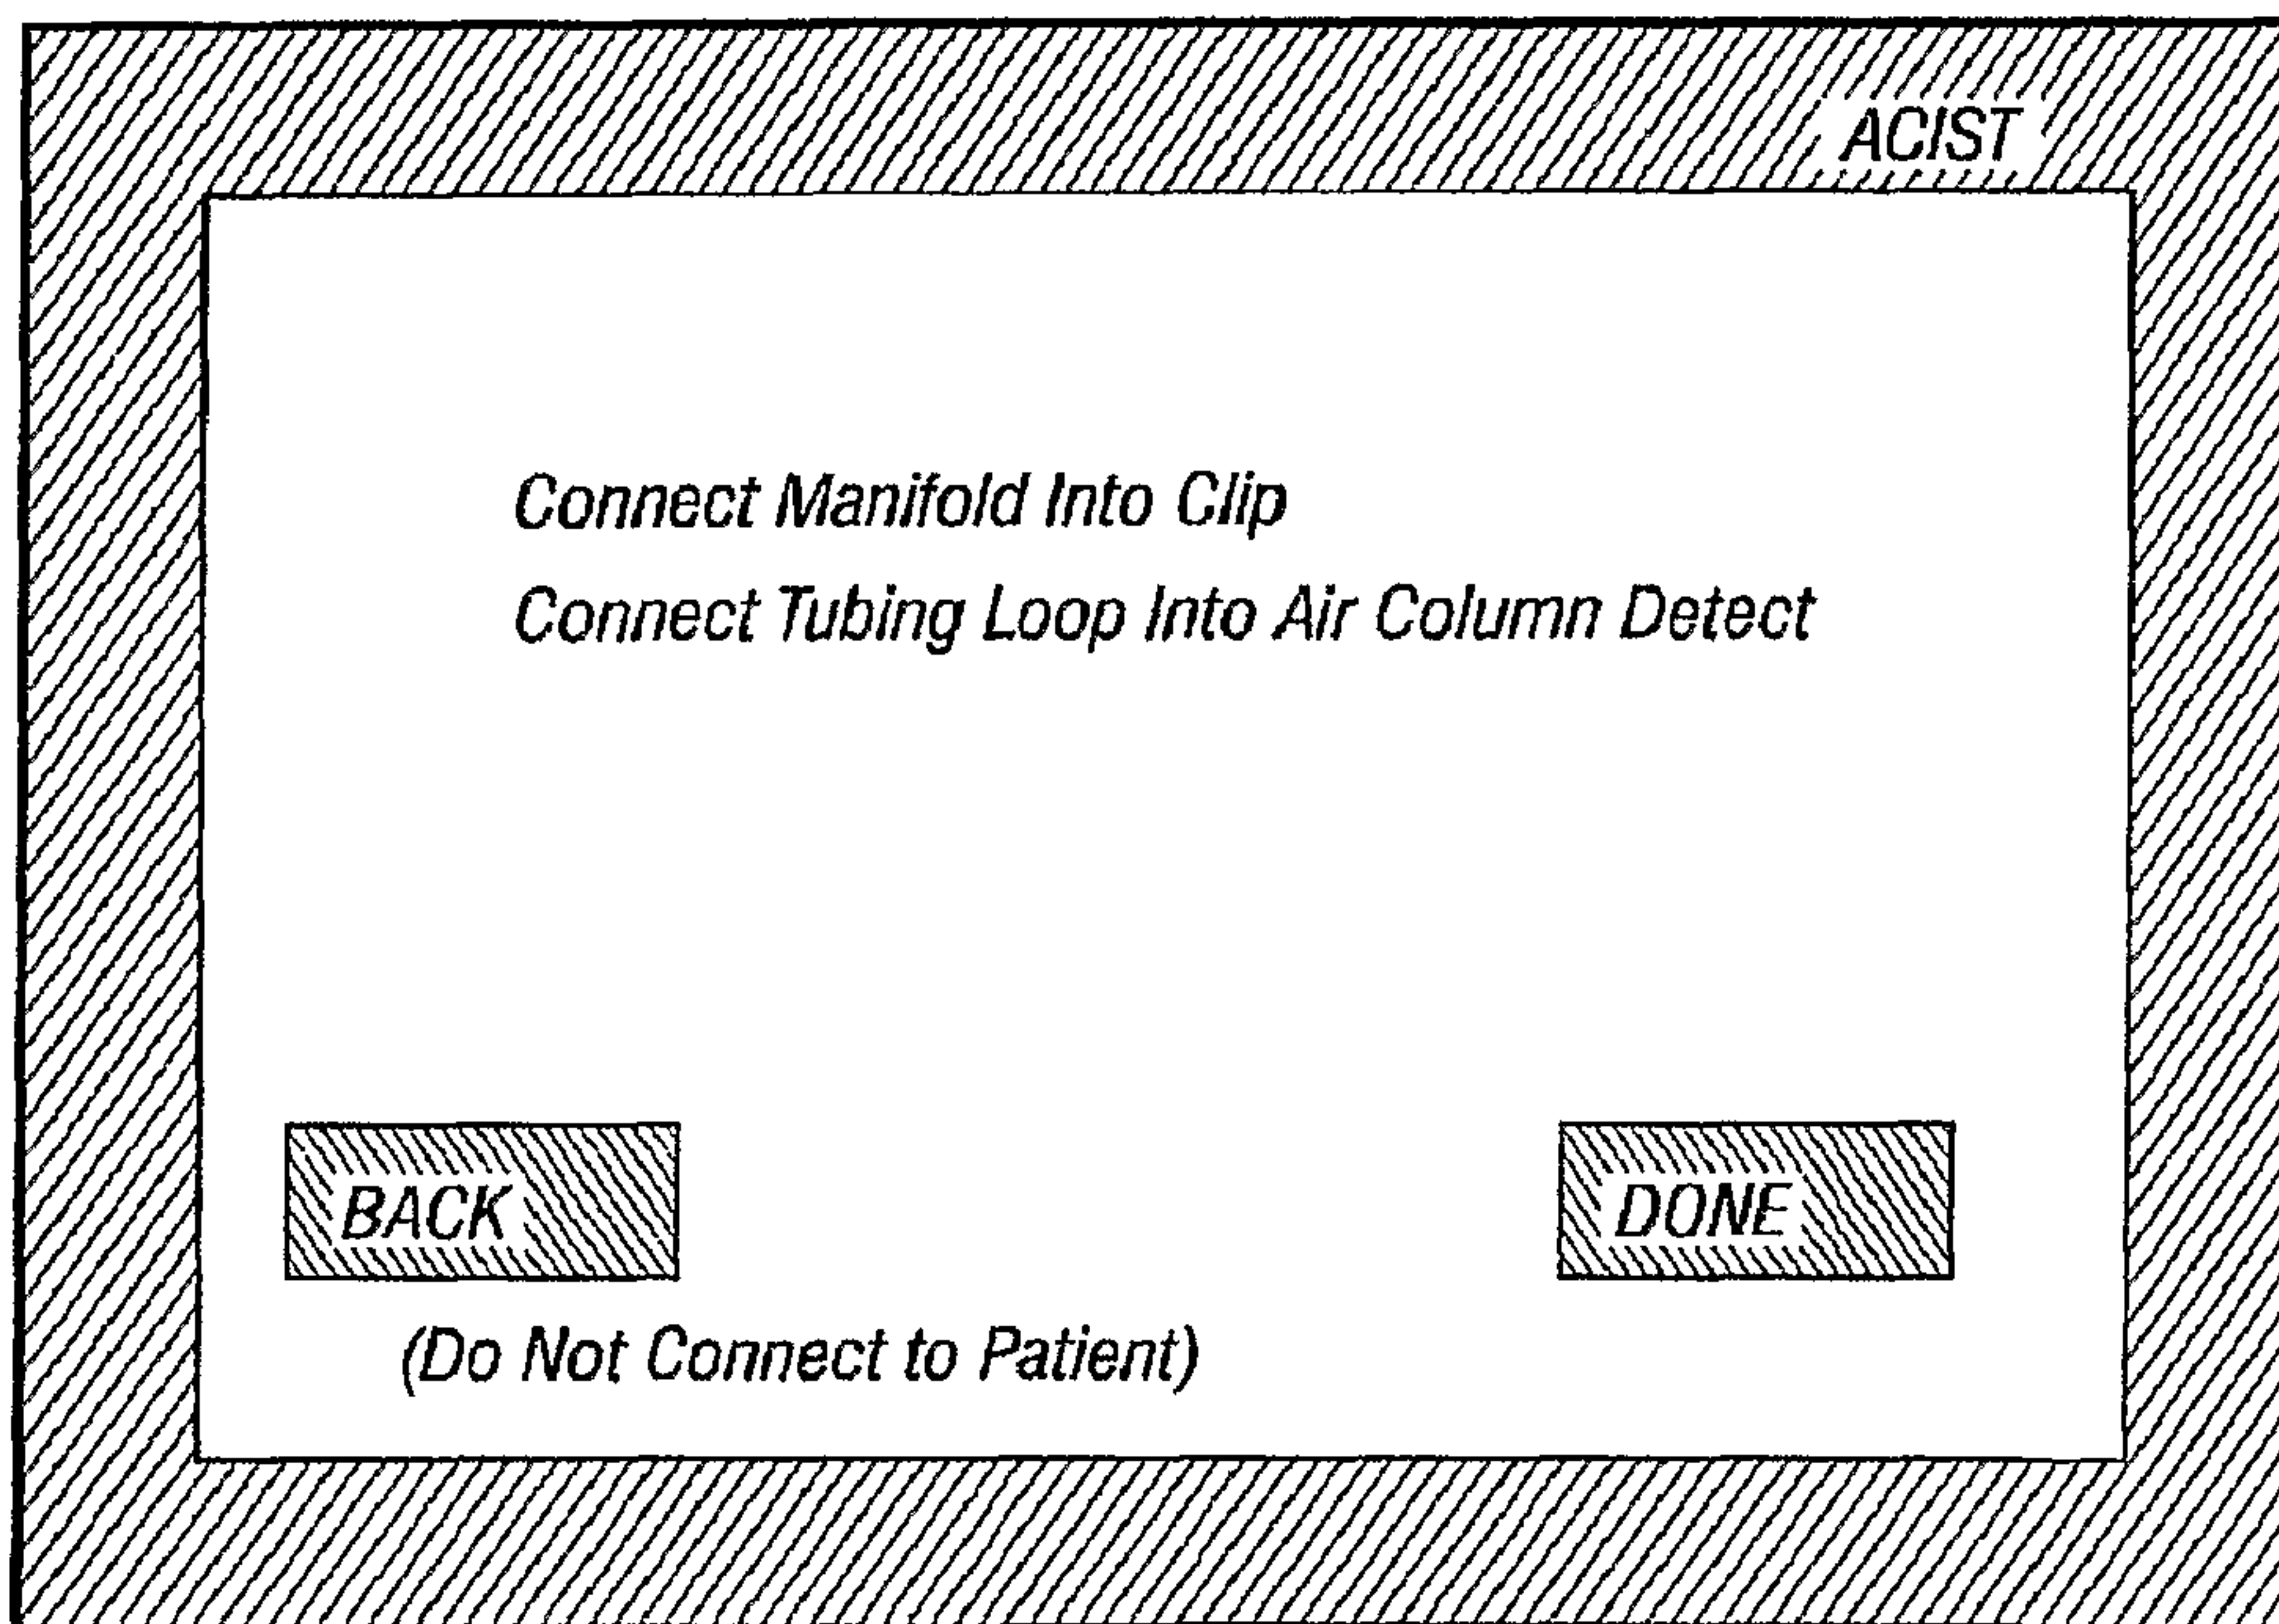 ACIST
Connect Manifold Into Clip
Connect Tubing Loop Into Air Column Detect
BACK
DONE
(Do Not Connect to Patient)